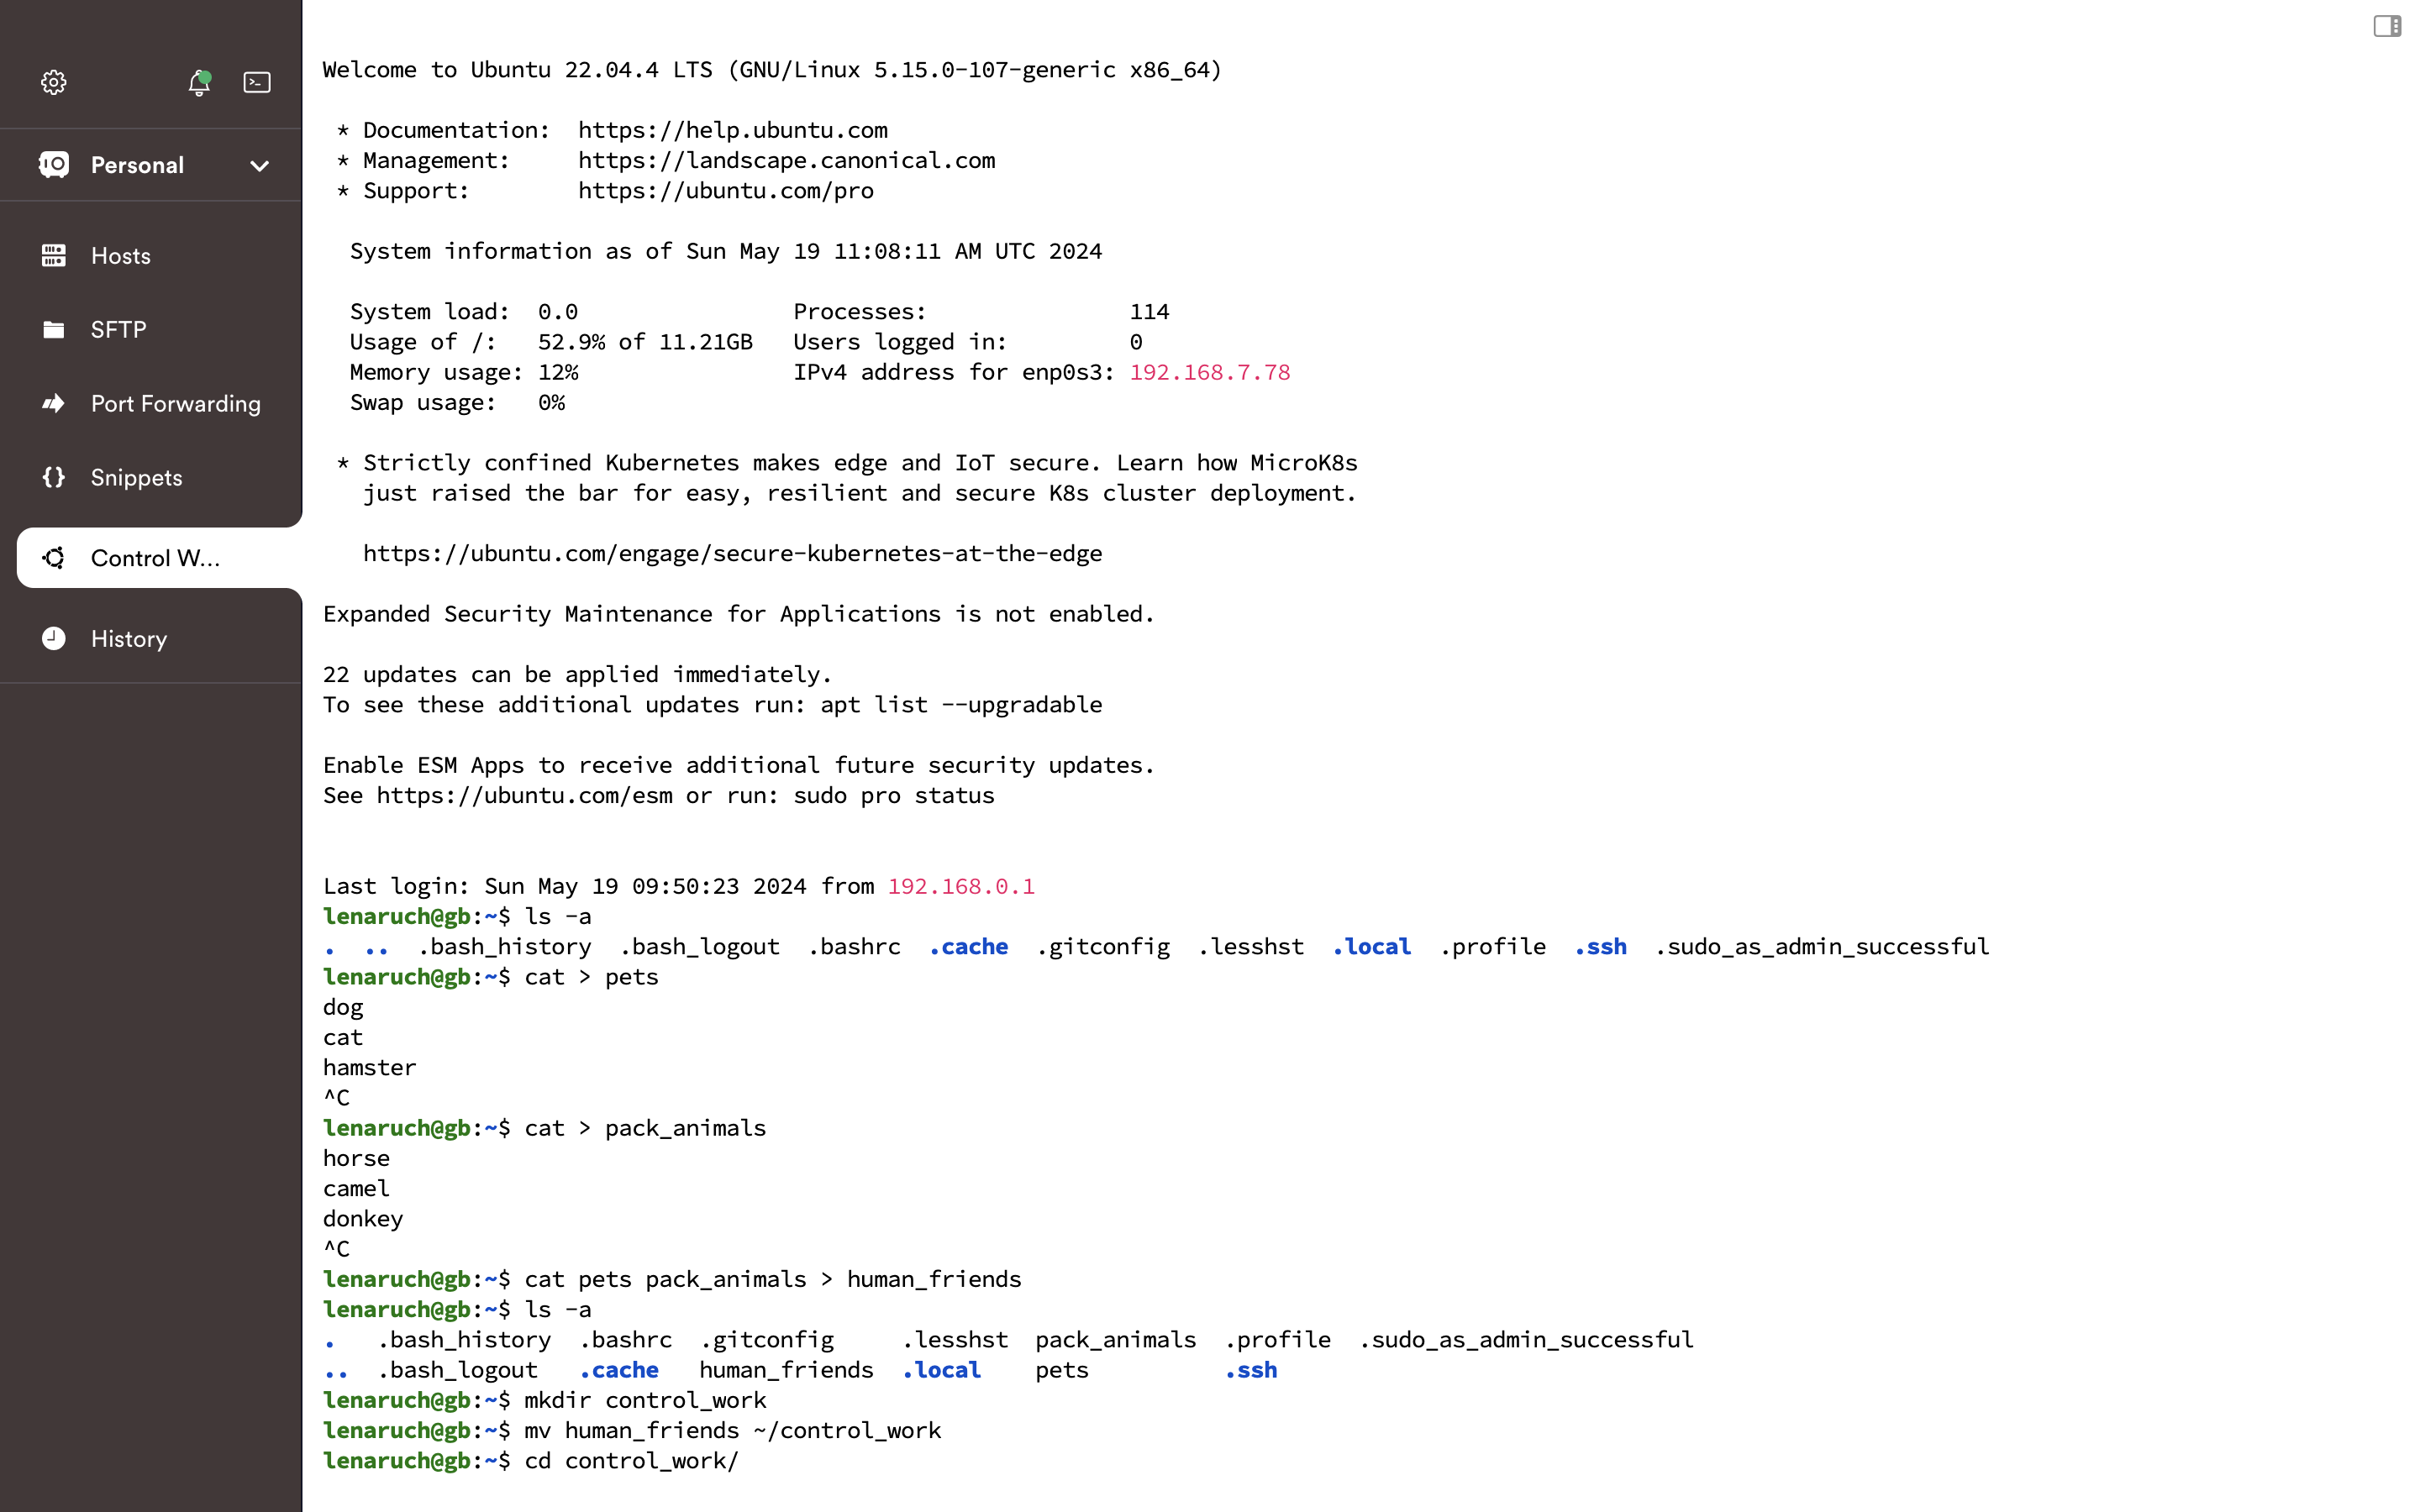 Personal
Hosts
SFTP
Port Forwarding
Snippets
Control W...
History
Welcome to Ubuntu 22.04.4 LTS (GNU/Linux 5.15.0-107-generic x86_64)
* Documentation:  https://help.ubuntu.com
* Management:     https://landscape.canonical.com
* Support:        https://ubuntu.com/pro
System information as of Sun May 19 11:08:11 AM UTC 2024
System load:  0.0                Processes:               114
Usage of /:   52.9% of 11.21GB   Users logged in:         0
Memory usage: 12%                IPv4 address for enp0s3: 192.168.7.78
Swap usage:   0%
* Strictly confined Kubernetes makes edge and IoT secure. Learn how MicroK8s
just raised the bar for easy, resilient and secure K8s cluster deployment.
https://ubuntu.com/engage/secure-kubernetes-at-the-edge
Expanded Security Maintenance for Applications is not enabled.
22 updates can be applied immediately.
To see these additional updates run: apt list --upgradable
Enable ESM Apps to receive additional future security updates.
See https://ubuntu.com/esm or run: sudo pro status
Last login: Sun May 19 09:50:23 2024 from 192.168.0.1
lenaruch@gb:~$ ls -a
.  ..  .bash_history  .bash_logout  .bashrc  .cache  .gitconfig  .lesshst  .local  .profile  .ssh  .sudo_as_admin_successful
lenaruch@gb:~$ cat > pets
dog
cat
hamster
^C
lenaruch@gb:~$ cat > pack_animals
horse
camel
donkey
^C
lenaruch@gb:~$ cat pets pack_animals > human_friends
lenaruch@gb:~$ ls -a
.   .bash_history  .bashrc  .gitconfig     .lesshst  pack_animals  .profile  .sudo_as_admin_successful
..  .bash_logout   .cache   human_friends  .local    pets          .ssh
lenaruch@gb:~$ mkdir control_work
lenaruch@gb:~$ mv human_friends ~/control_work
lenaruch@gb:~$ cd control_work/